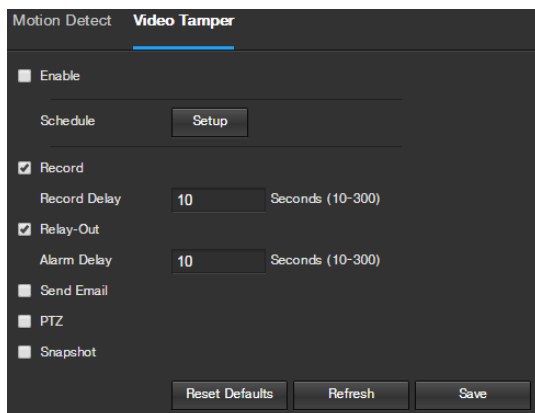 Motion Detect Video Tamper
Enable
Schedule Setup
Record
Record Delay 10 Seconds (10-300)
Relay-Out
Alarm Delay 10 Seconds (10-300)
Send Email
PTZ
Snapshot
Reset Defaults Refresh Save